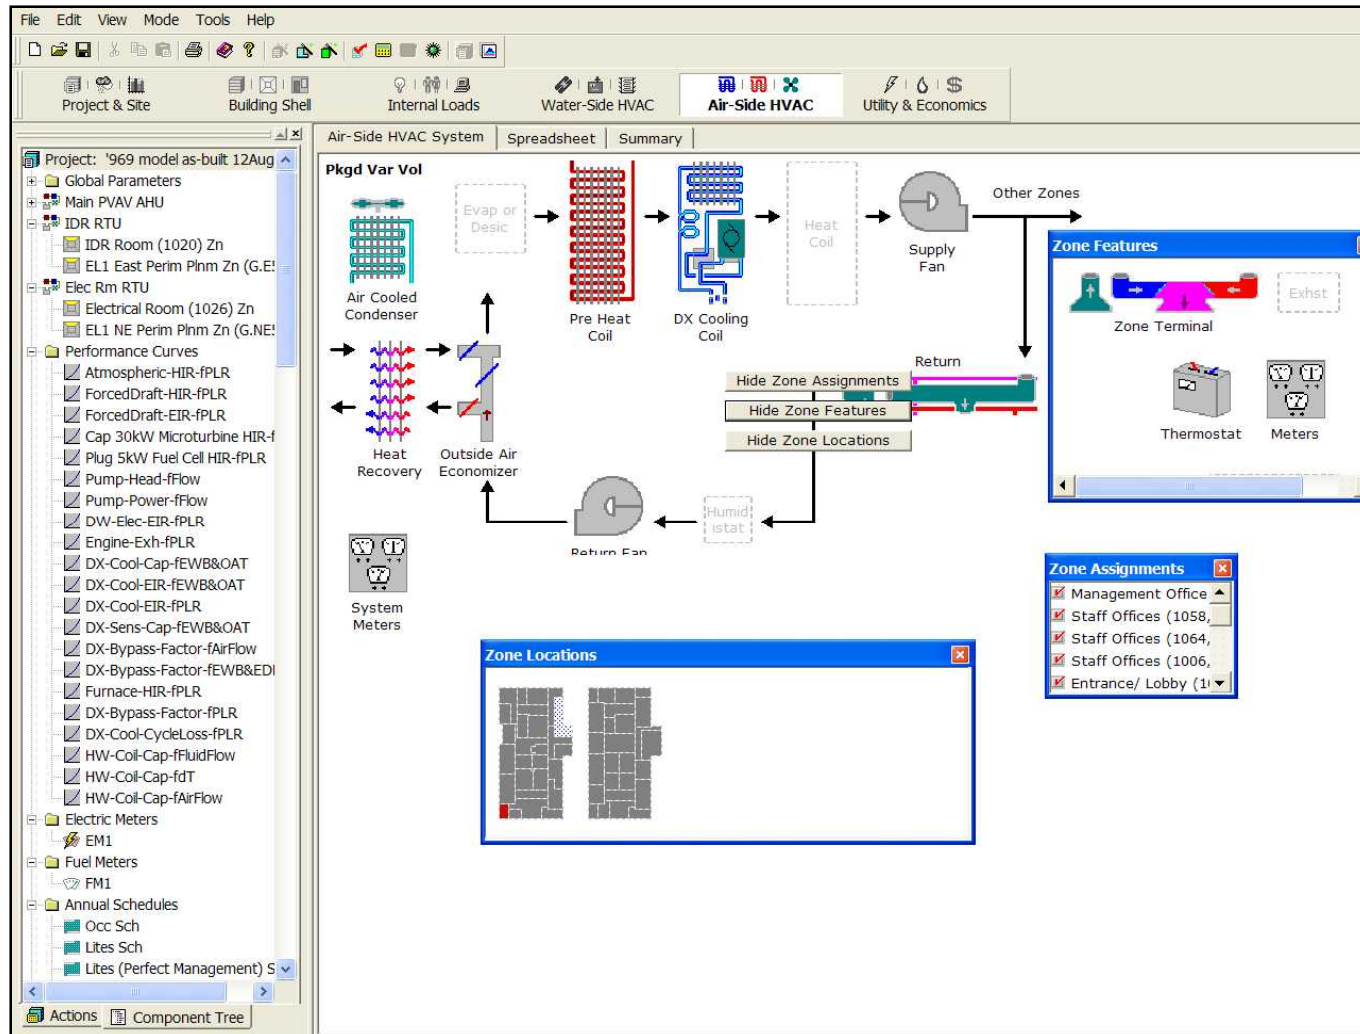 File Edit View Mode Tools Help
Project & Site Building Shell Internal Loads Water-Side HVAC Air-Side HVAC Utility & Economics
Project: '969 model as-built 12Aug
Global Parameters
Main PVAV AHU
IDR RTU
IDR Room (1020) Zn
EL1 East Perim Plnm Zn (G.E
Elec Rm RTU
Electrical Room (1026) Zn
EL1 NE Perim Plnm Zn (G.NE
Performance Curves
Atmospheric-HIR-fPLR
ForcedDraft-HIR-fPLR
ForcedDraft-EIR-fPLR
Cap 30kW Microturbine HIR-f
Plug 5kW Fuel Cell HIR-fPLR
Pump-Head-fFlow
Pump-Power-fFlow
DW-Elec-EIR-fPLR
Engine-Exh-fPLR
DX-Cool-Cap-fEWB&OAT
DX-Cool-EIR-fEWB&OAT
DX-Cool-EIR-fPLR
DX-Sens-Cap-fEWB&OAT
DX-Bypass-Factor-fAirFlow
DX-Bypass-Factor-fEWB&EDI
Furnace-HIR-fPLR
DX-Bypass-Factor-fPLR
DX-Cool-CycleLoss-fPLR
HW-Coil-Cap-fFluidFlow
HW-Coil-Cap-fdT
HW-Coil-Cap-fAirFlow
Electric Meters
EM1
Fuel Meters
FM1
Annual Schedules
Occ Sch
Lites Sch
Lites (Perfect Management) S
Actions Component Tree
Air-Side HVAC System Spreadsheet Summary
Pkgd Var Vol
Air Cooled
Condenser
Evap or
Desic
Pre Heat
Coil
DX Cooling
Coil
Heat
Coil
Supply
Fan
Other Zones
Return
Hide Zone Assignments
Hide Zone Features
Hide Zone Locations
Heat
Recovery
Outside Air
Economizer
Return Fan
Humid
istat
System
Meters
Zone Features
Zone Terminal
Exhst
Thermostat
Meters
Zone Assignments
Management Office
Staff Offices (1058,
Staff Offices (1064,
Staff Offices (1006,
Entrance/ Lobby (1
Zone Locations